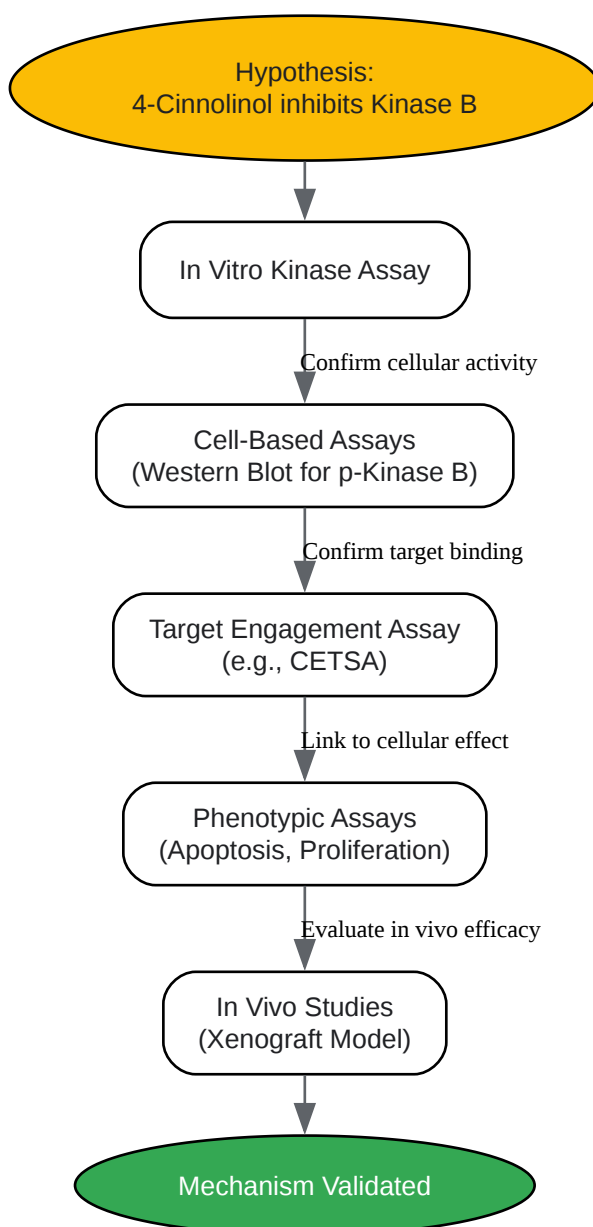 Hypothesis:
4-Cinnolinol inhibits Kinase B
In Vitro Kinase Assay
Confirm cellular activity
Cell-Based Assays
(Western Blot for p-Kinase B)
Confirm target binding
Target Engagement Assay
(e.g., CETSA)
Link to cellular effect
Phenotypic Assays
(Apoptosis, Proliferation)
Evaluate in vivo efficacy
In Vivo Studies
(Xenograft Model)
Mechanism Validated